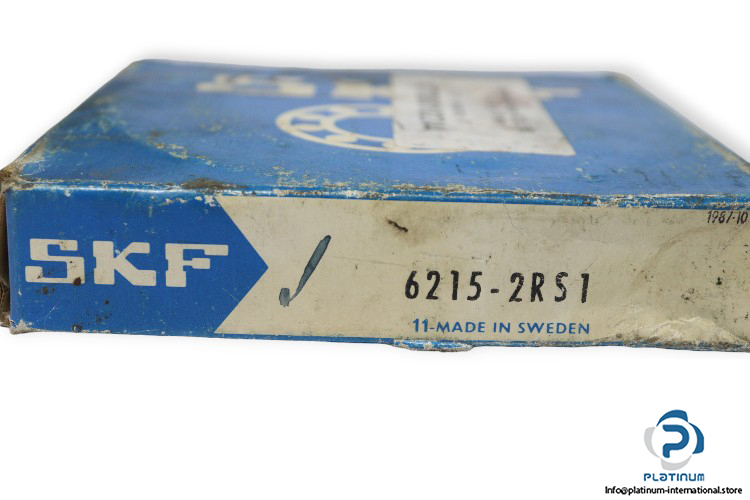 1987-10
SKF
6215-2RS1
11-MADE IN SWEDEN
PLATINUM
Info@platinum-international.store